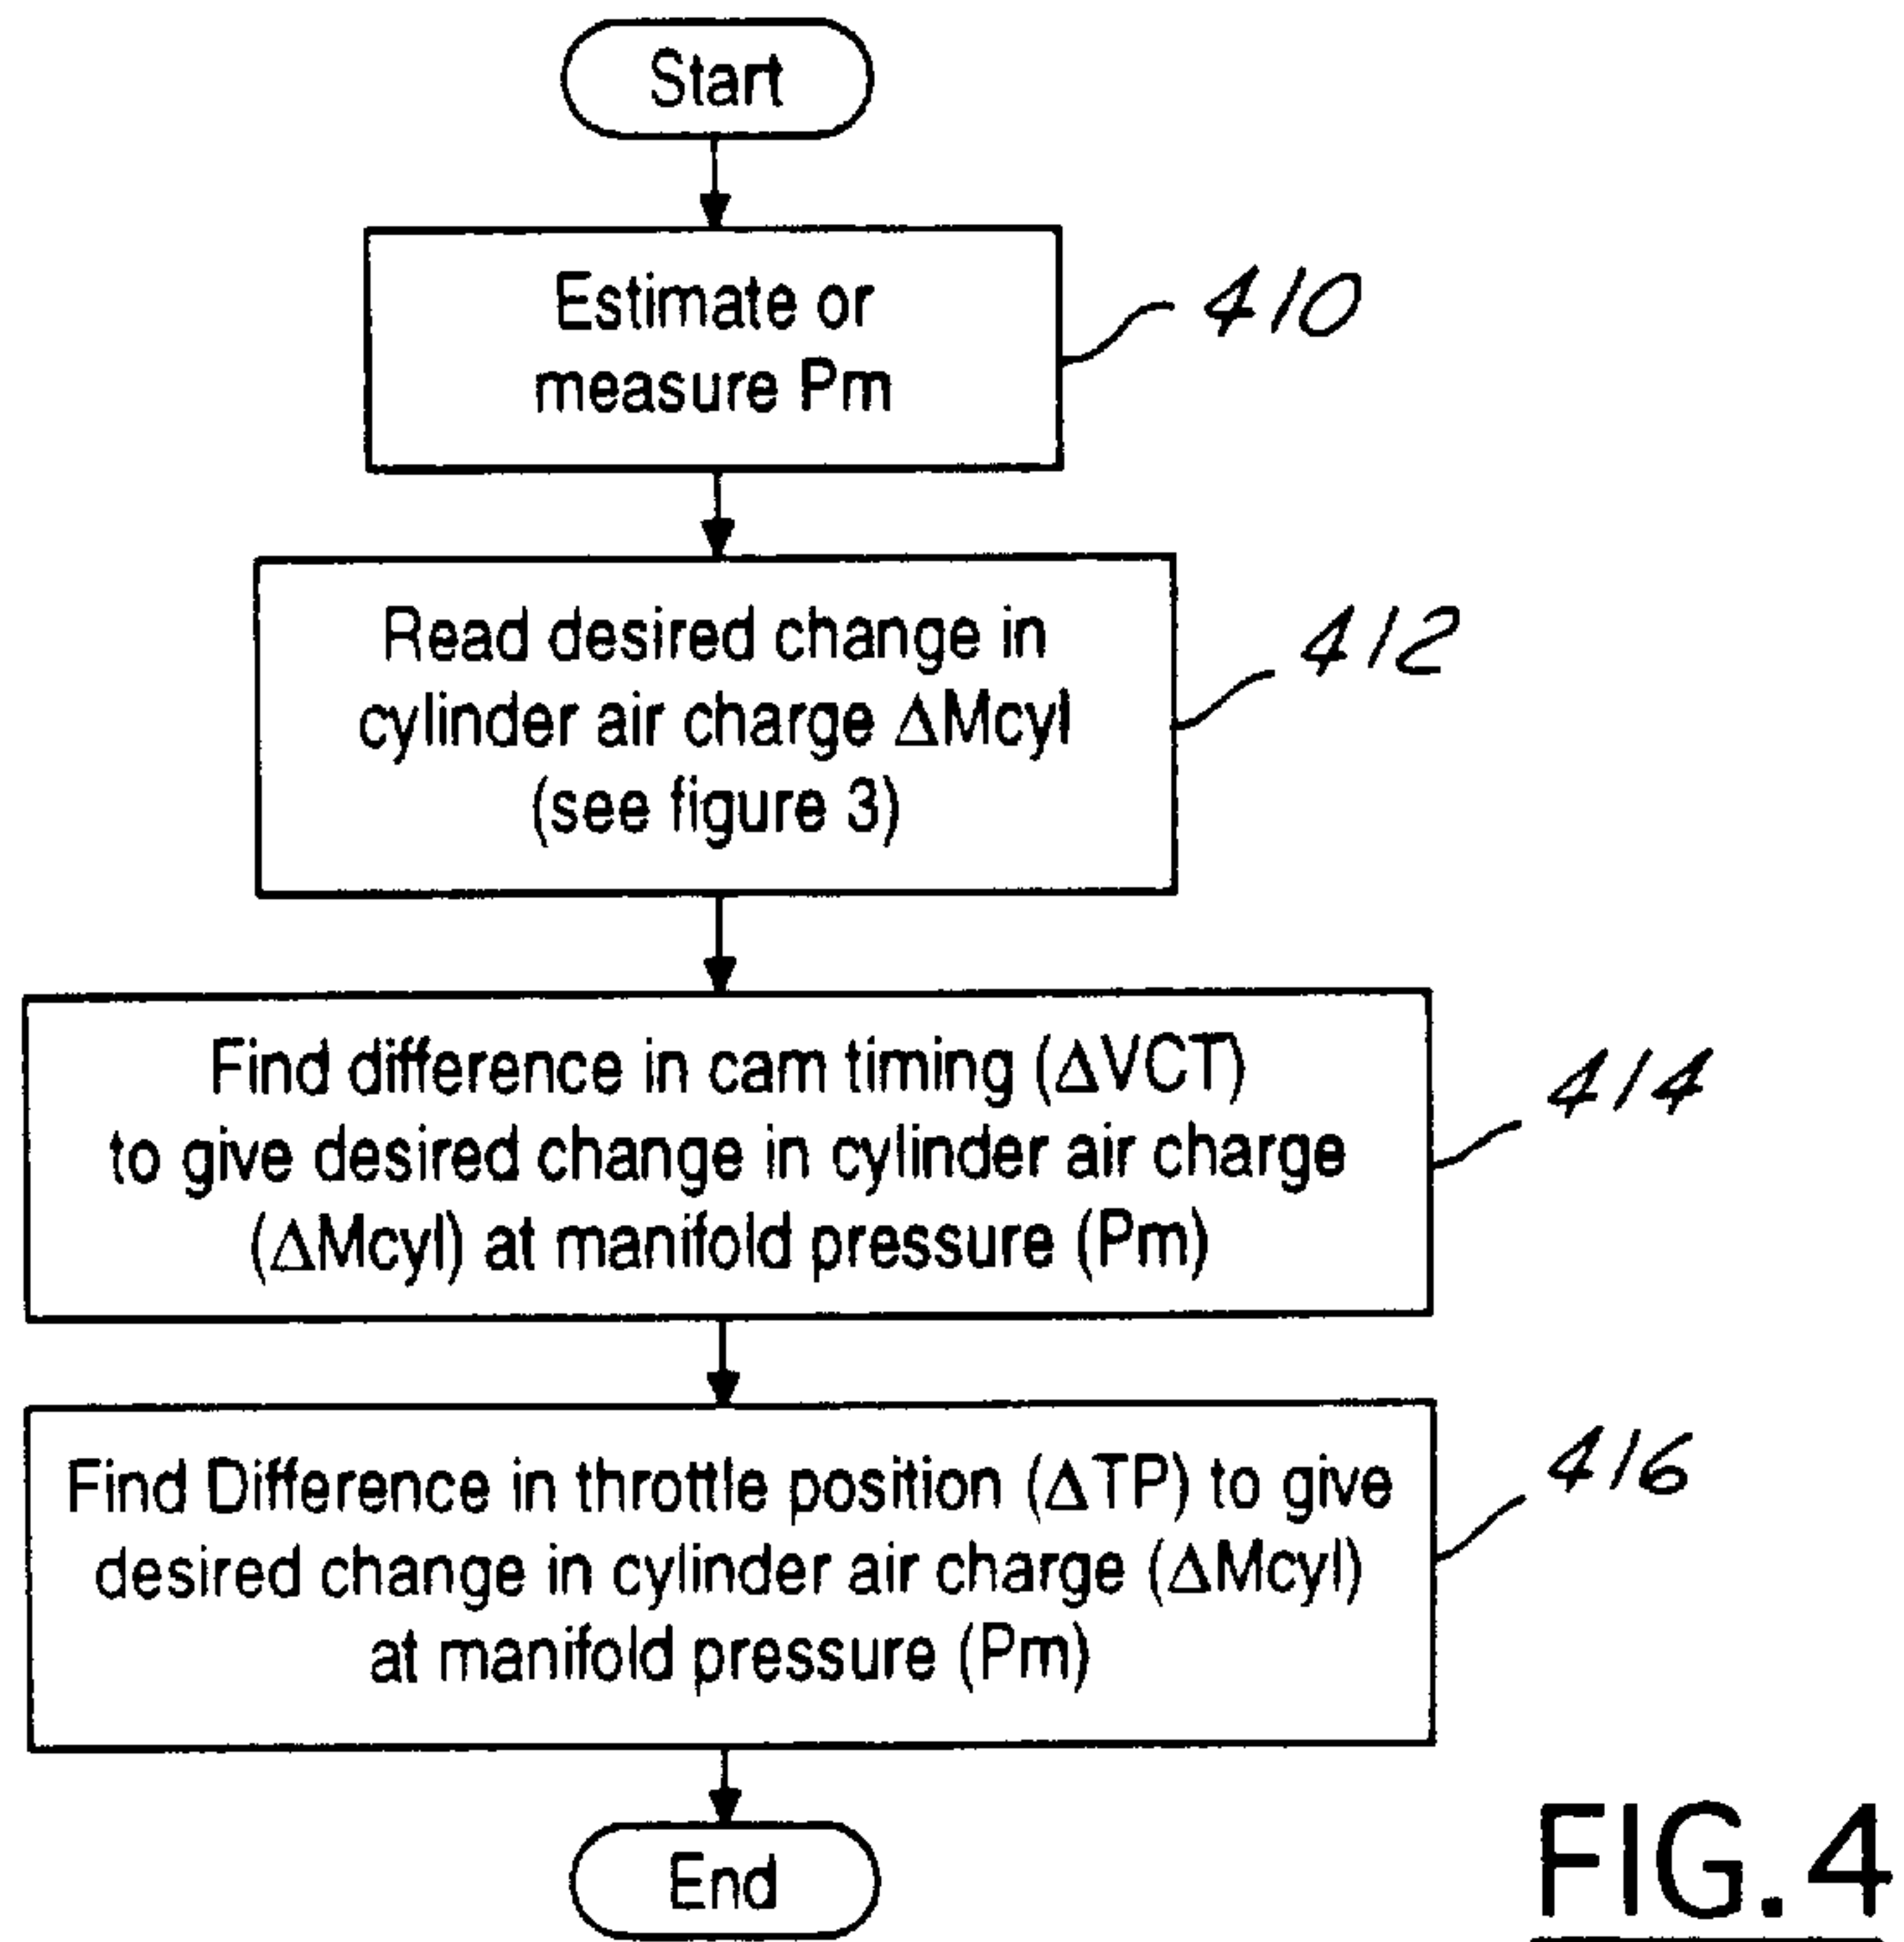 Start
Estimate or
measure Pm
410
Read desired change in
cylinder air charge ΔMcyl
(see figure 3)
412
Find difference in cam timing (ΔVCT)
to give desired change in cylinder air charge
(ΔMcyl) at manifold pressure (Pm)
414
Find Difference in throttle position (ΔTP) to give
desired change in cylinder air charge (ΔMcyl)
at manifold pressure (Pm)
416
End
FIG.4